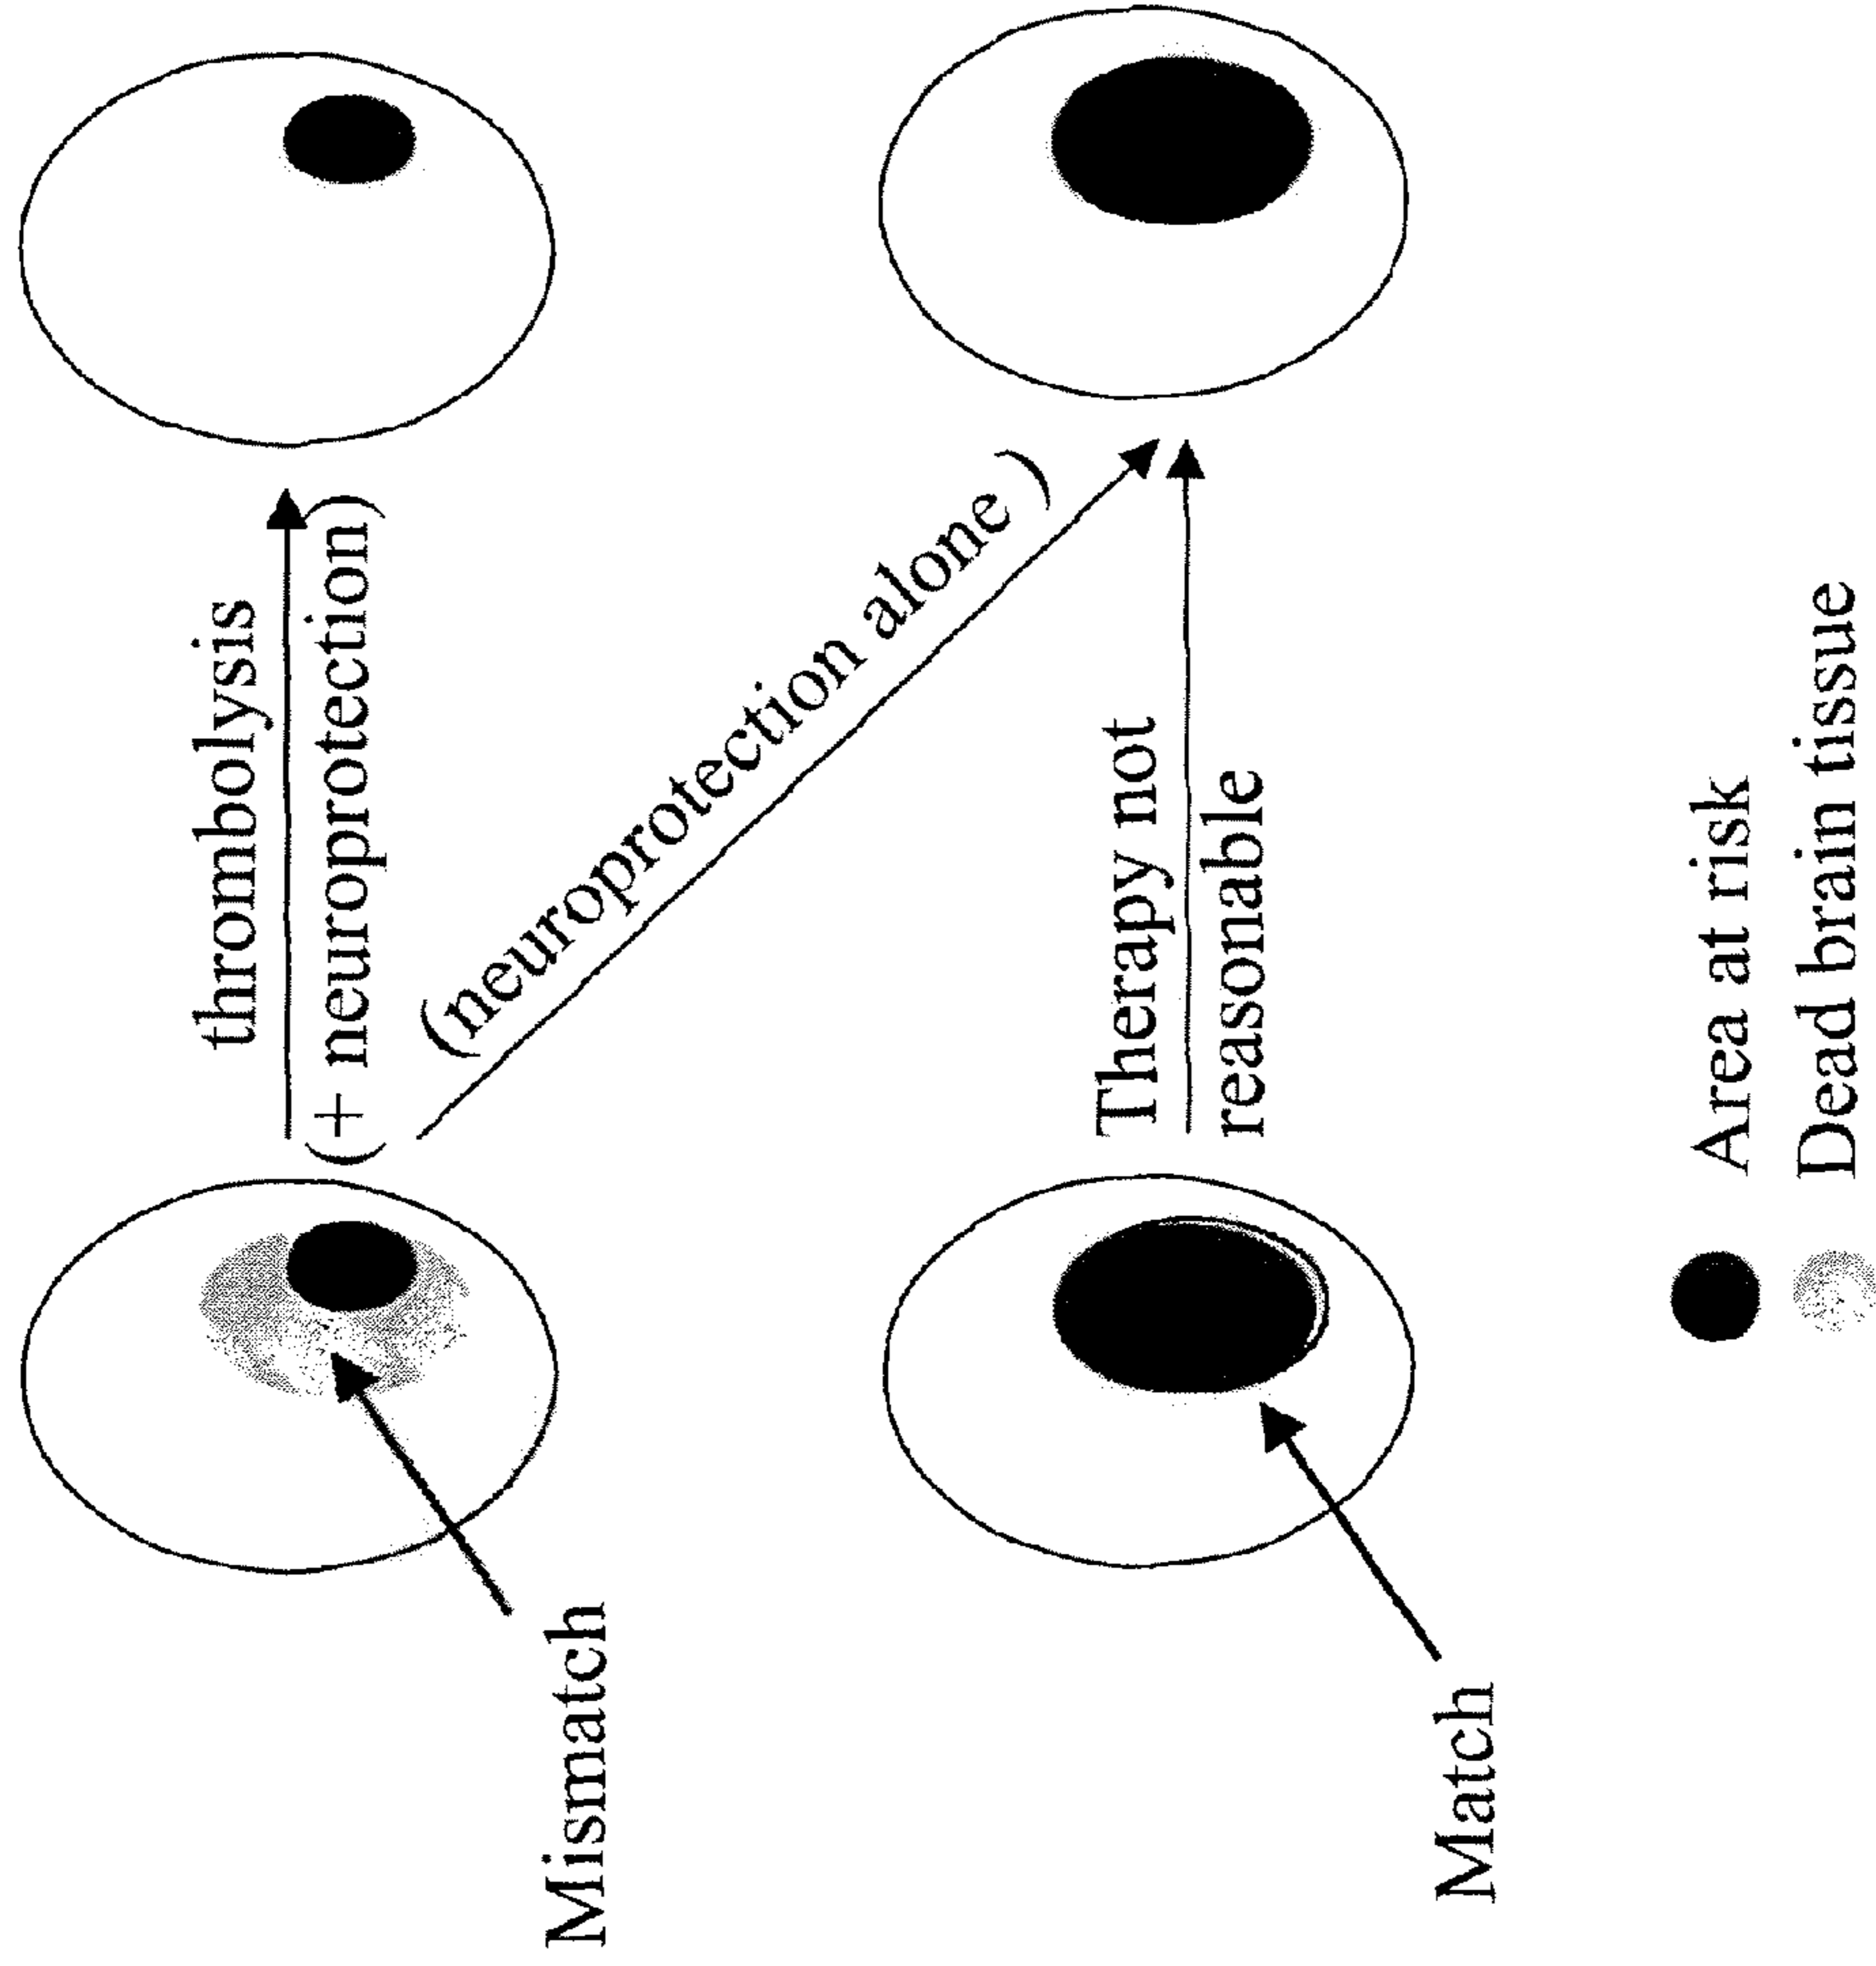 Mismatch
thrombolysis
(+ neuroprotection)
(neuroprotection alone)
Match
Therapy not
reasonable
Area at risk
Dead brain tissue